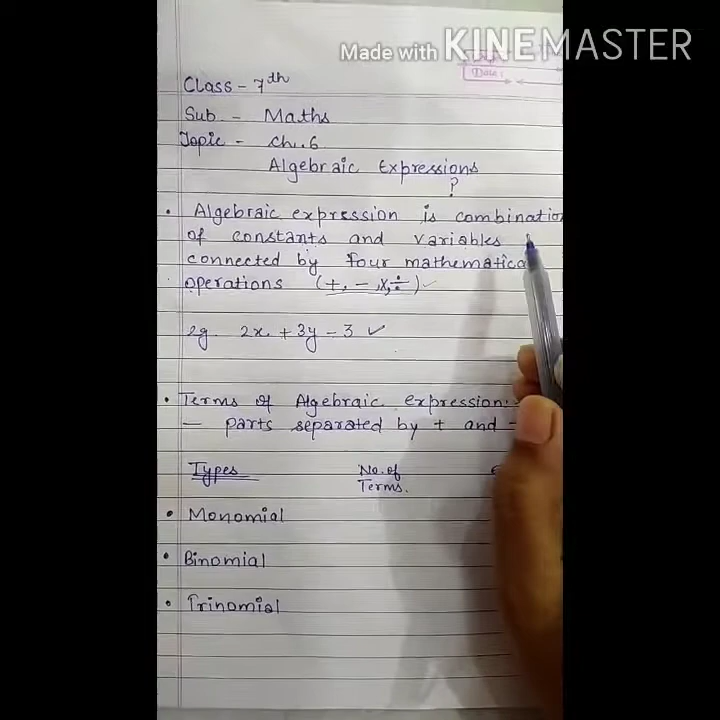 Made with KINEMASTER
Date:
Class - 7th
Sub. - Maths
Topic - Ch. 6
Algebraic Expressions
?
• Algebraic expression is combination
of constants and variables
connected by four mathematical
operations (+, -, x, ÷) ✓
eg 2x + 3y - 3 ✓
• Terms of Algebraic expression:-
- parts separated by + and -
Types No. of
Terms.
• Monomial
• Binomial
• Trinomial